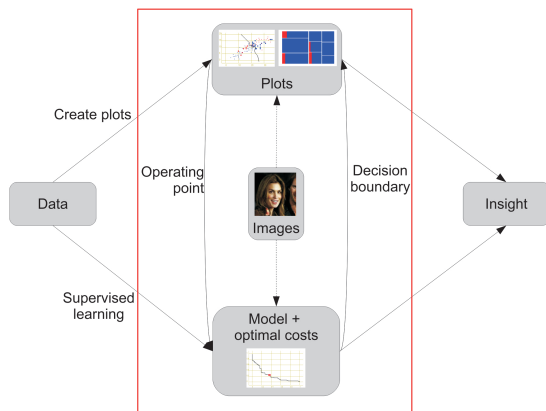 Plots
Create plots
Operating
point
Decision
boundary
Data
Images
Insight
Supervised
learning
Model +
optimal costs